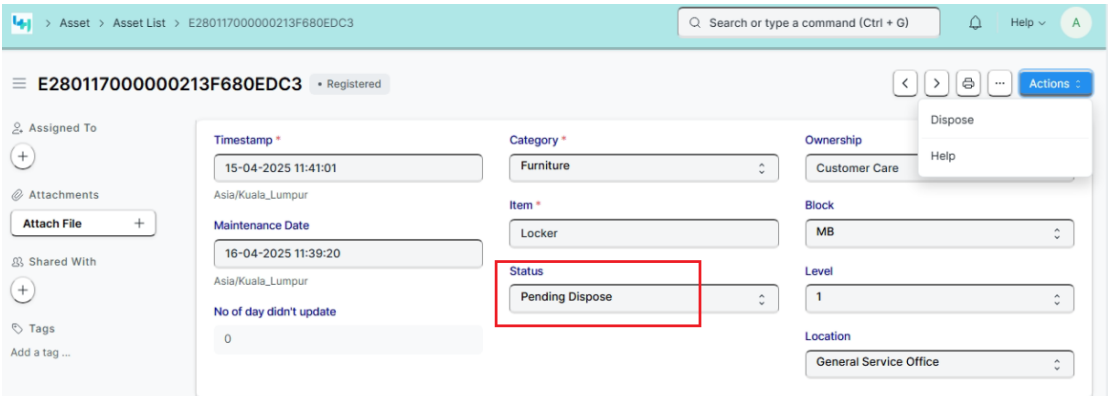 > Asset > Asset List > E280117000000213F680EDC3
Search or type a command (Ctrl + G)
Help
A
E280117000000213F680EDC3
• Registered
Actions
Dispose
Help
Assigned To
Attachments
Attach File
Shared With
Tags
Add a tag ...
Timestamp *
15-04-2025 11:41:01
Asia/Kuala_Lumpur
Maintenance Date
16-04-2025 11:39:20
Asia/Kuala_Lumpur
No of day didn't update
0
Category *
Furniture
Item *
Locker
Status
Pending Dispose
Ownership
Customer Care
Block
MB
Level
1
Location
General Service Office